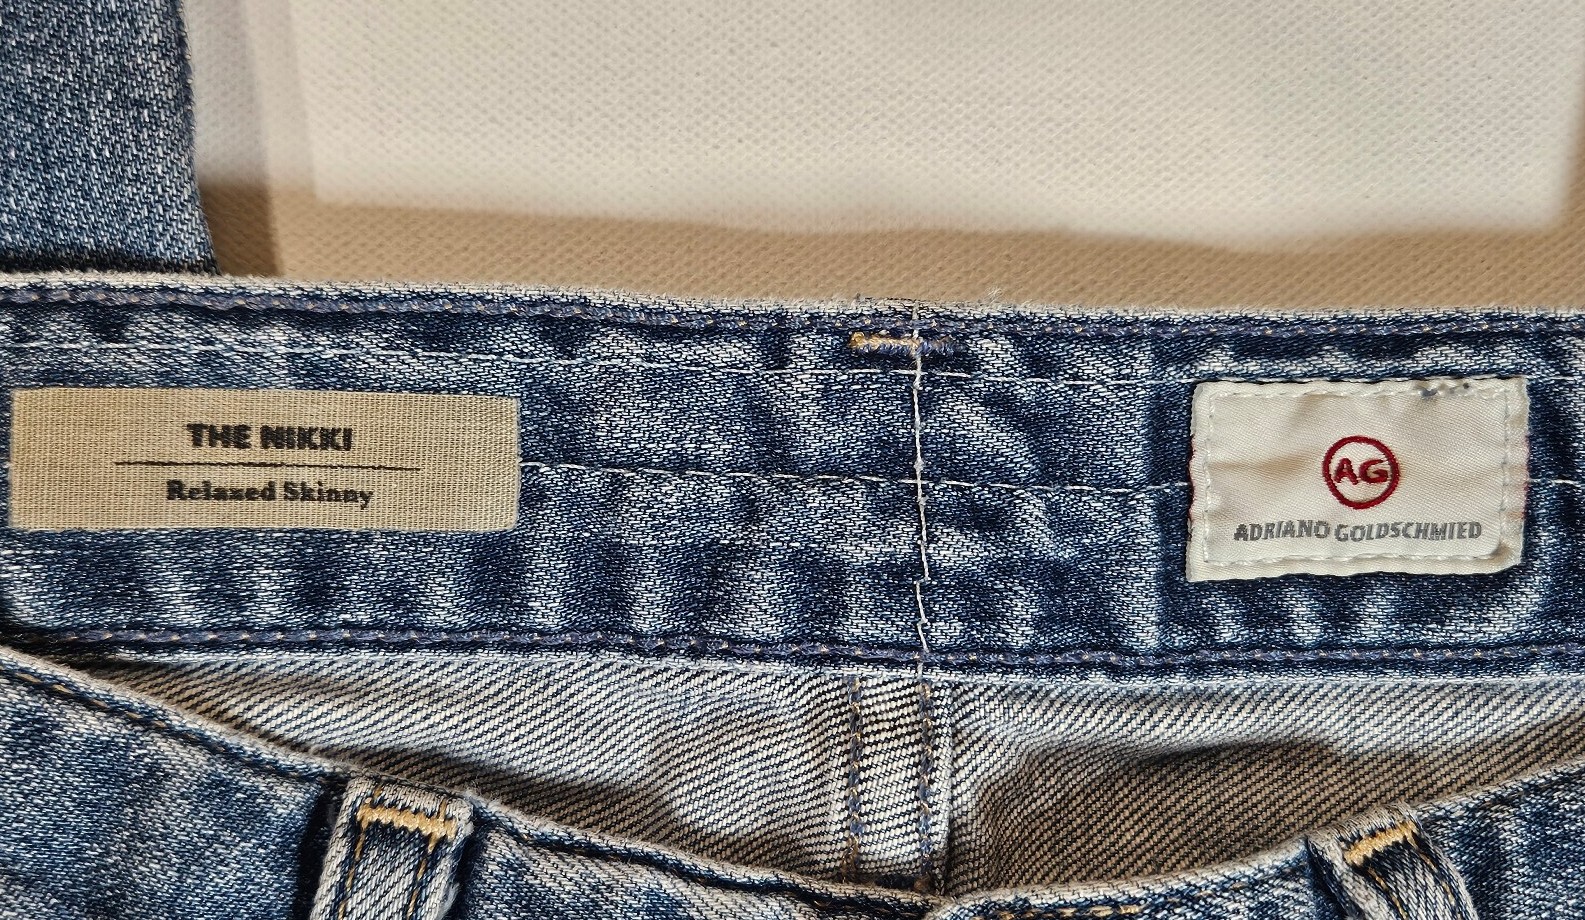 THE NIKKI
Relaxed Skinny
AG
ADRIANO GOLDSCHMIED